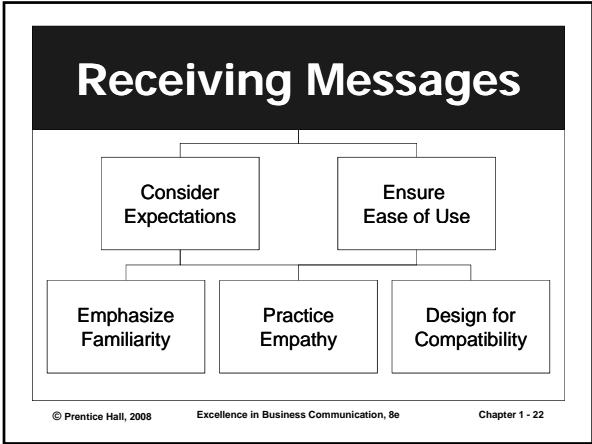 Receiving Messages
Consider
Expectations
Ensure
Ease of Use
Emphasize
Familiarity
Practice
Empathy
Design for
Compatibility
© Prentice Hall, 2008 Excellence in Business Communication, 8e Chapter 1 - 22